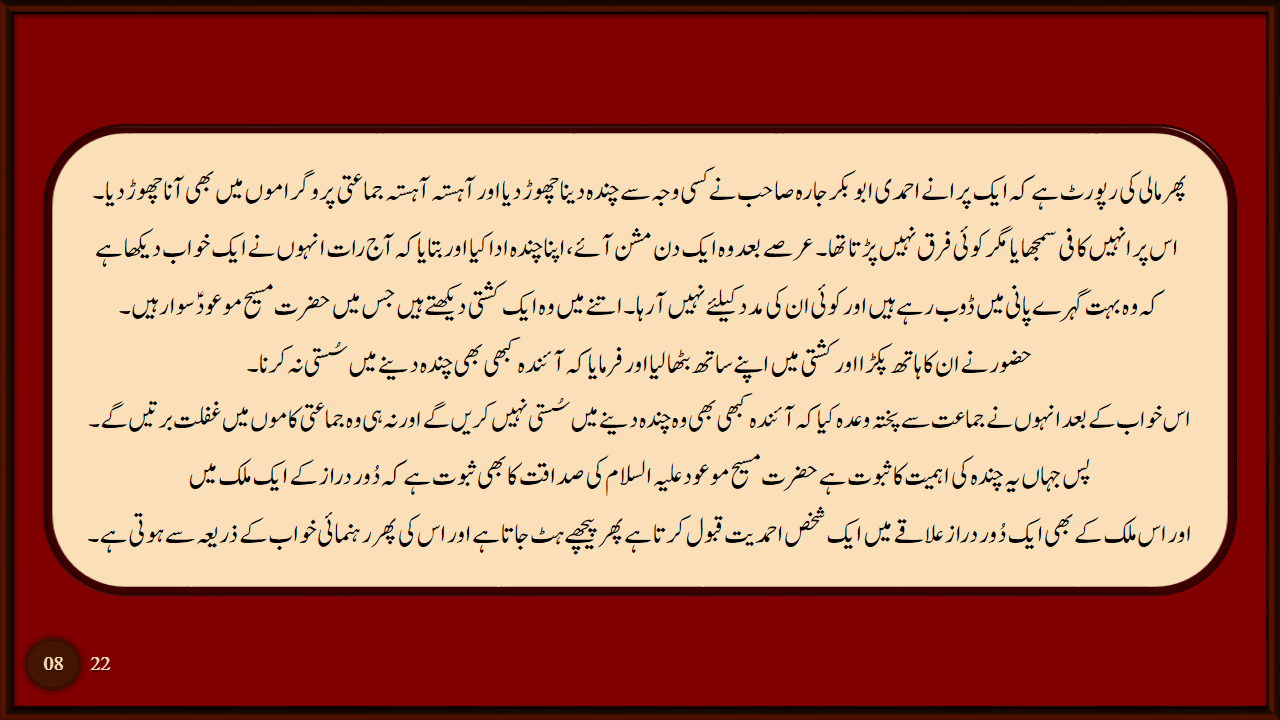 پھر مالی کی رپورٹ ہے کہ ایک پرانے احمدی ابو بکر جارہ صاحب نے کسی وجہ سے چندہ دینا چھوڑ دیا اور آہستہ آہستہ جماعتی پروگراموں میں بھی آنا چھوڑ دیا۔
اس پر انہیں کافی سمجھایا مگر کوئی فرق نہیں پڑتا تھا۔ عرصے بعد وہ ایک دن مشن آئے، اپنا چندہ ادا کیا اور بتایا کہ آج رات انہوں نے ایک خواب دیکھا ہے
کہ وہ بہت گہرے پانی میں ڈوب رہے ہیں اور کوئی ان کی مدد کیلئے نہیں آ رہا۔ اتنے میں وہ ایک کشتی دیکھتے ہیں جس میں حضرت مسیح موعودؑ سوار ہیں۔
حضور نے ان کا ہاتھ پکڑا اور کشتی میں اپنے ساتھ بٹھا لیا اور فرمایا کہ آئندہ کبھی بھی چندہ دینے میں سُستی نہ کرنا۔
اس خواب کے بعد انہوں نے جماعت سے پختہ وعدہ کیا کہ آئندہ کبھی بھی وہ چندہ دینے میں سُستی نہیں کریں گے اور نہ ہی وہ جماعتی کاموں میں غفلت برتیں گے۔
پس جہاں یہ چندہ کی اہمیت کا ثبوت ہے حضرت مسیح موعود علیہ السلام کی صداقت کا بھی ثبوت ہے کہ دُور دراز کے ایک ملک میں
اور اس ملک کے بھی ایک دُور دراز علاقے میں ایک شخص احمدیت قبول کرتا ہے پھر پیچھے ہٹ جاتا ہے اور اس کی پھر رہنمائی خواب کے ذریعہ سے ہوتی ہے۔
08 22